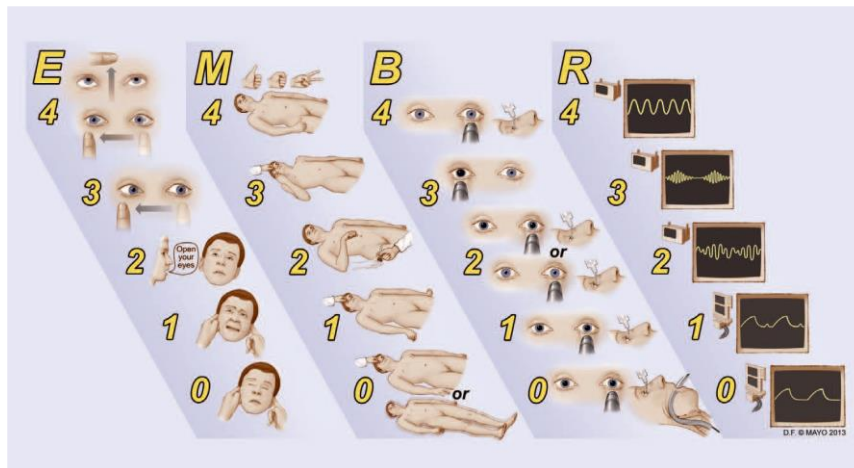 E M B R
4 4 4 4
3 3 3 3
2 Open your eyes 2 2 or 2
1 1 1 1
0 0 or 0 0
D.F. © MAYO 2013